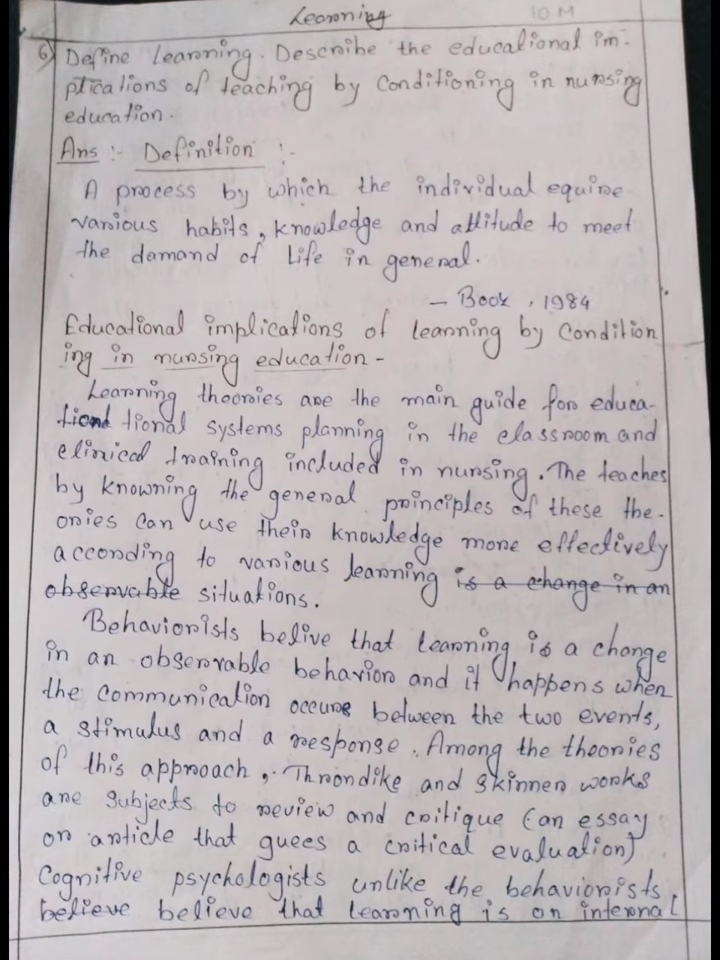 Learning 10 M
6) Define learning. Describe the educational im-
plications of teaching by conditioning in nursing
education.
Ans :- Definition :-
A process by which the individual equire
various habits, knowledge and attitude to meet
the demand of Life in general.
– Book, 1984
Educational implications of learning by Condition
ing in nursing education -
Learning thoories are the main guide for educa-
tional systems planning in the classroom and
clinical training included in nursing. The teaches
by knowning the general principles of these the-
ories can use their knowledge more effectively
according to various learning is a change in an
observable situations.
Behaviorists belive that learning is a change
in an observable behavior and it happens when
the communication occurs between the two events,
a stimulus and a response. Among the theories
of this approach, Throndike and Skinner works
are subjects to review and critique (an essay
or article that guees a critical evaluation)
Cognitive psychologists unlike the behaviorists
believe believe that learning is an internal